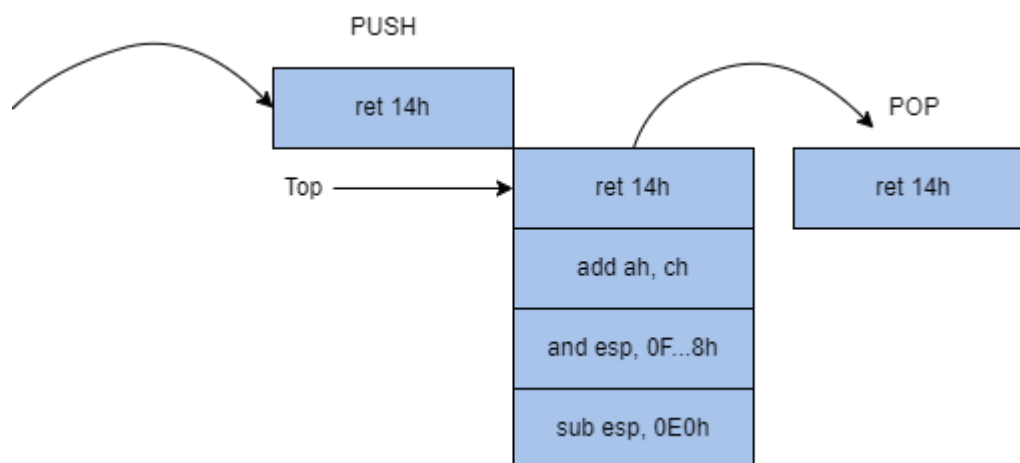 PUSH
ret 14h
POP
Top
ret 14h
ret 14h
add ah, ch
and esp, 0F...8h
sub esp, 0E0h